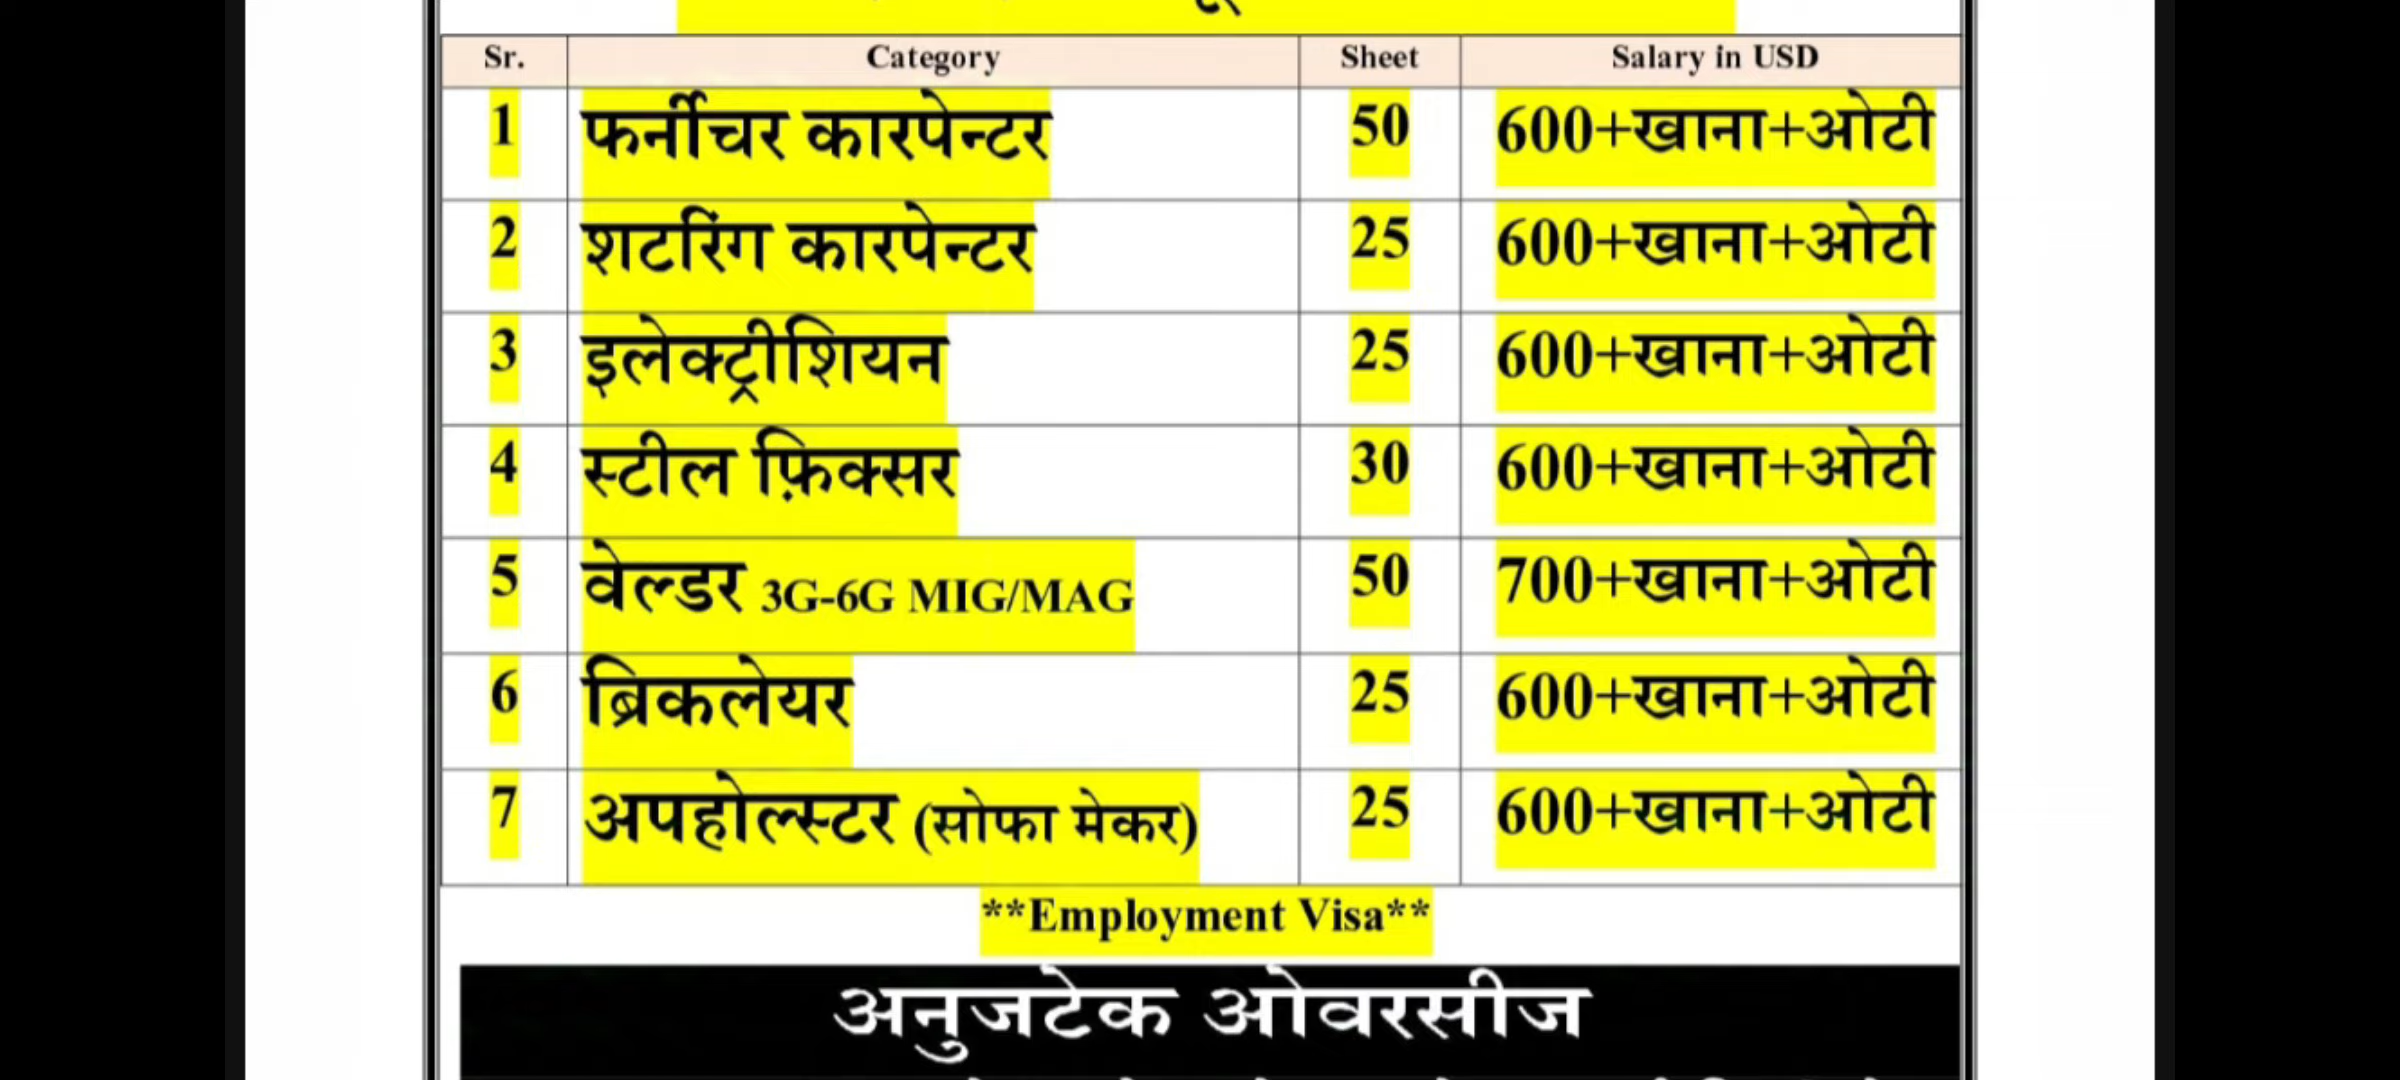 Sr. Category Sheet Salary in USD
1 फर्नीचर कारपेन्टर 50 600+खाना+ओटी
2 शटरिंग कारपेन्टर 25 600+खाना+ओटी
3 इलेक्ट्रीशियन 25 600+खाना+ओटी
4 स्टील फ़िक्सर 30 600+खाना+ओटी
5 वेल्डर 3G-6G MIG/MAG 50 700+खाना+ओटी
6 ब्रिकलेयर 25 600+खाना+ओटी
7 अपहोल्स्टर (सोफा मेकर) 25 600+खाना+ओटी
**Employment Visa**
अनुजटेक ओवरसीज